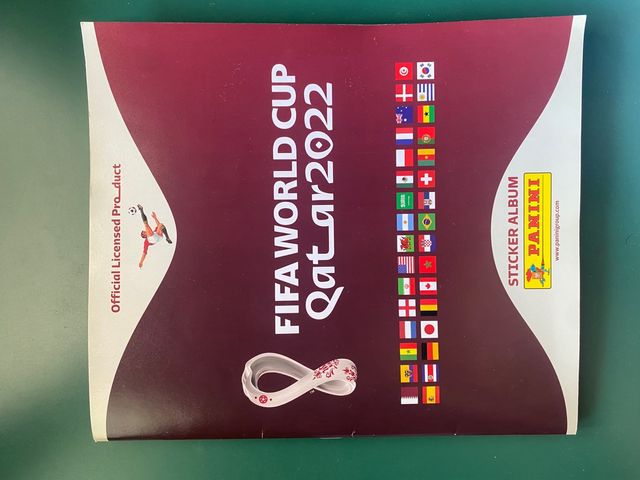 Official Licensed Product
FIFA WORLD CUP
Qatar2022
STICKER ALBUM
PANINI
www.paninigroup.com